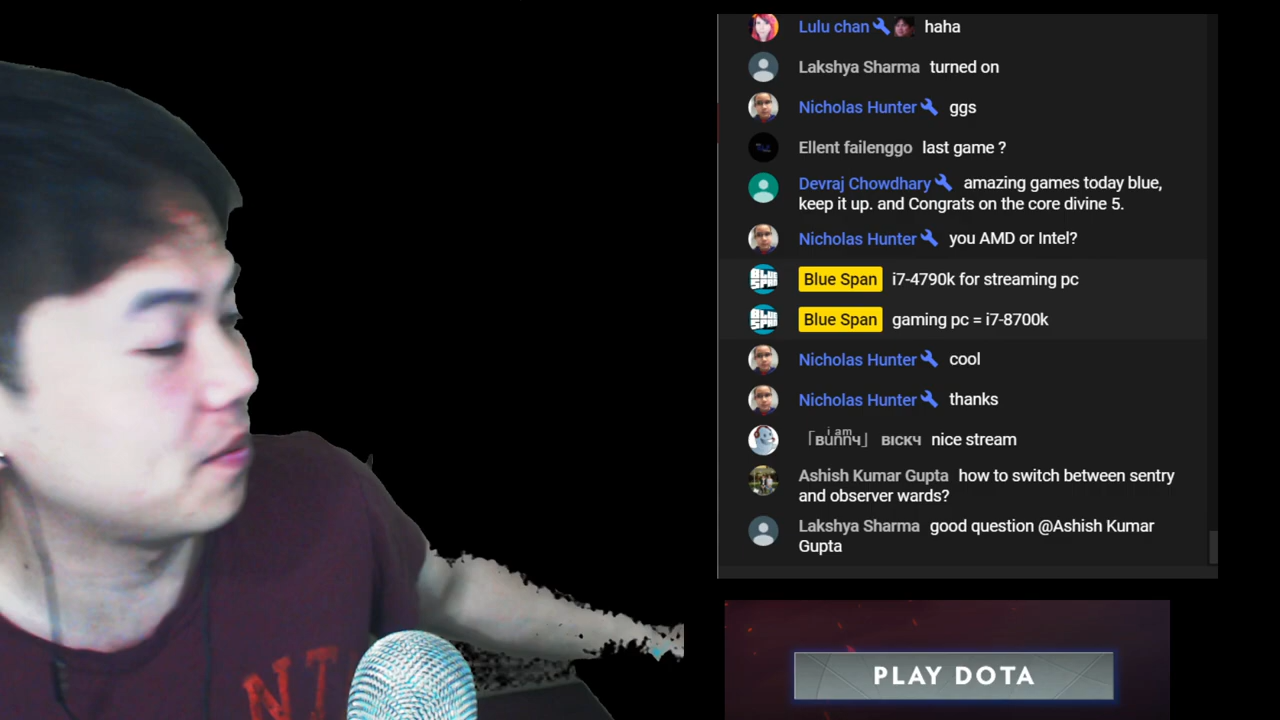 Lulu chan haha
Lakshya Sharma turned on
Nicholas Hunter ggs
Ellent failenggo last game ?
Devraj Chowdhary amazing games today blue,
keep it up. and Congrats on the core divine 5.
Nicholas Hunter you AMD or Intel?
Blue Span i7-4790k for streaming pc
Blue Span gaming pc = i7-8700k
Nicholas Hunter cool
Nicholas Hunter thanks
nice stream
Ashish Kumar Gupta how to switch between sentry
and observer wards?
Lakshya Sharma good question @Ashish Kumar
Gupta
PLAY DOTA